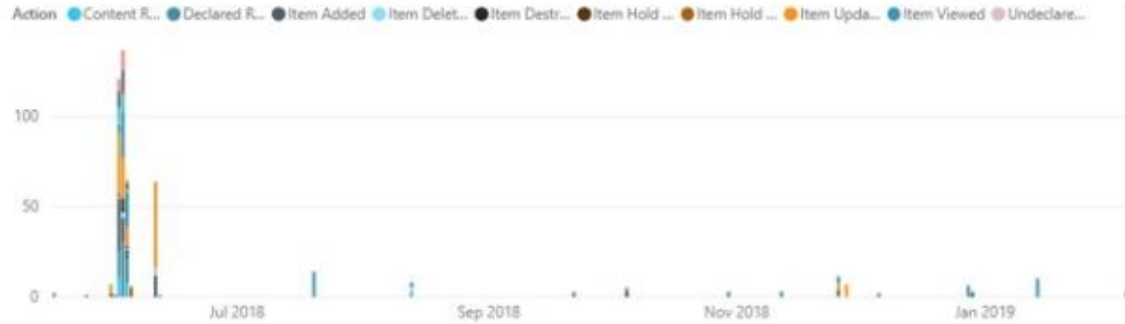 Action Content R... Declared R... Item Added Item Delet... Item Destr... Item Hold ... Item Hold ... Item Upda... Item Viewed Undeclare...
100
50
0
Jul 2018 Sep 2018 Nov 2018 Jan 2019